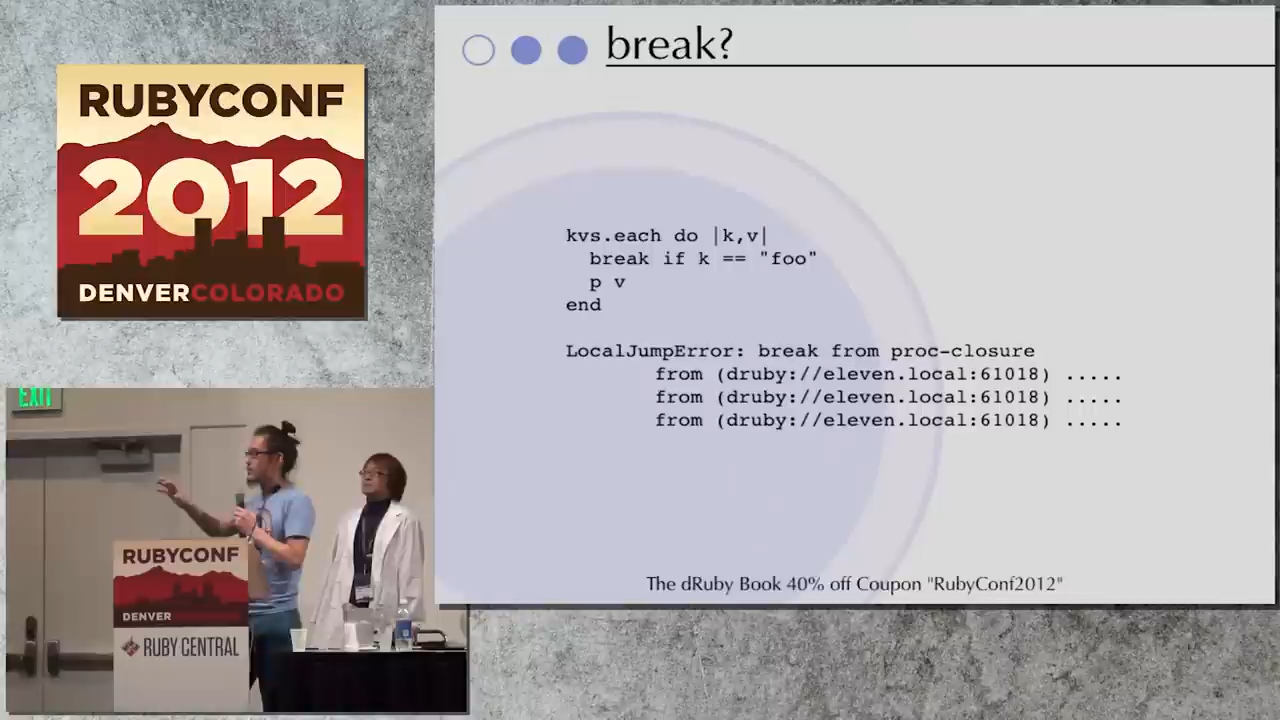 RUBYCONF
2012
DENVERCOLORADO
break?
kvs.each do |k,v|
break if k == "foo"
p v
end
LocalJumpError: break from proc-closure
from (druby://eleven.local:61018) .....
from (druby://eleven.local:61018) .....
from (druby://eleven.local:61018) .....
The dRuby Book 40% off Coupon "RubyConf2012"
EXIT
RUBYCONF
DENVER
RUBY CENTRAL